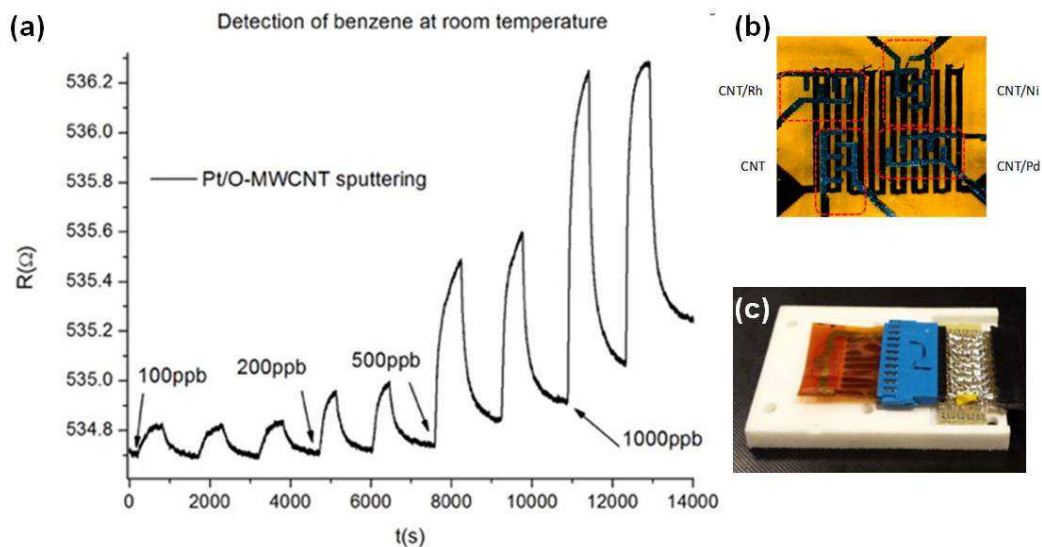 Detection of benzene at room temperature
(a)
R(Ω)
536.2
536.0
535.8
535.6
535.4
535.2
535.0
534.8
Pt/O-MWCNT sputtering
100ppb
200ppb
500ppb
1000ppb
0 2000 4000 6000 8000 10000 12000 14000
t(s)
(b)
CNT/Rh
CNT/Ni
CNT
CNT/Pd
(c)